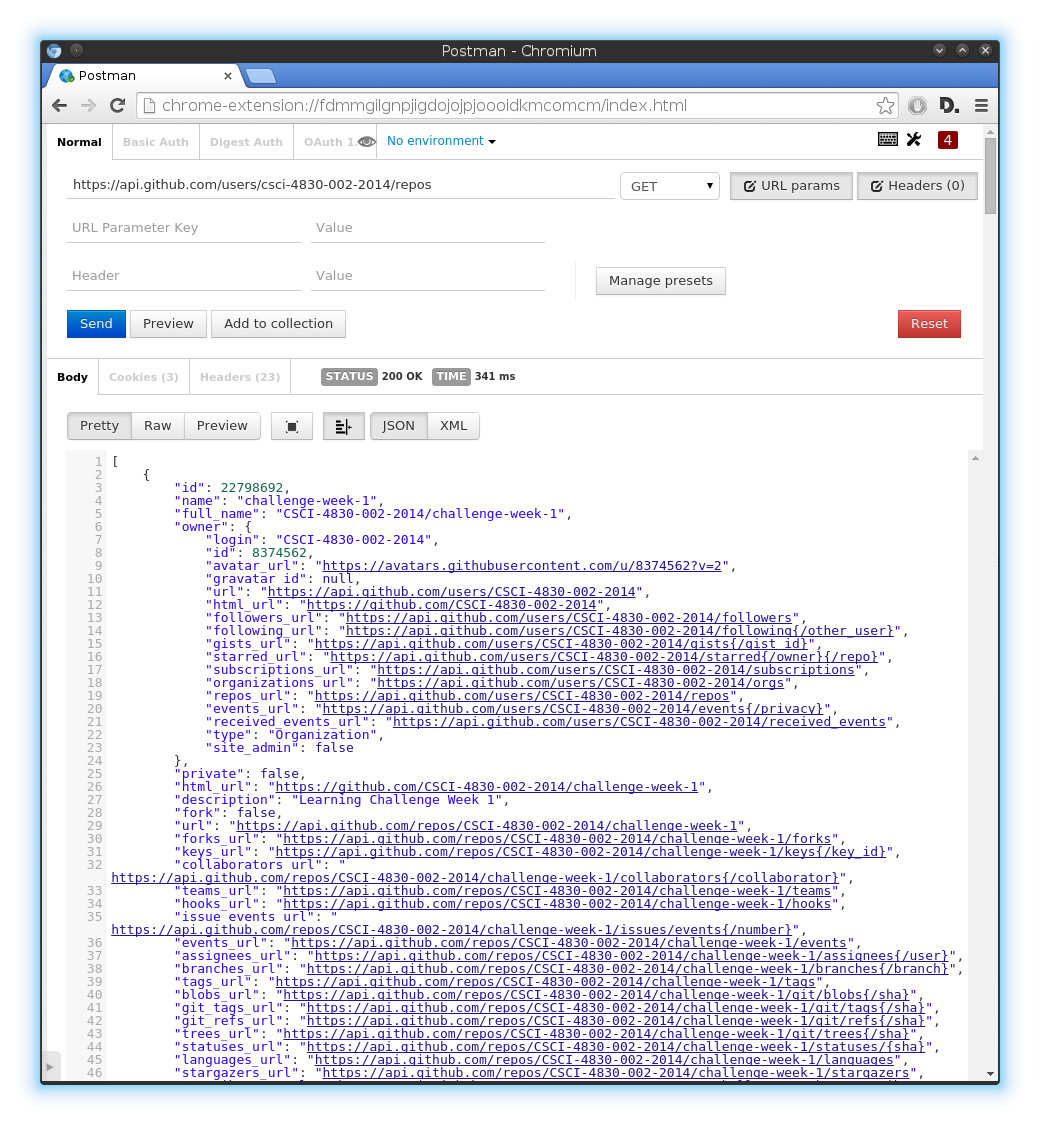 Postman - Chromium
Postman
chrome-extension://fdmmgilgnpjigdojojpjoooidkmcomcm/index.html
D.
Normal Basic Auth Digest Auth OAuth 1. No environment 4
https://api.github.com/users/csci-4830-002-2014/repos GET URL params Headers (0)
URL Parameter Key Value
Header Value Manage presets
Send Preview Add to collection Reset
Body Cookies (3) Headers (23) STATUS 200 OK TIME 341 ms
Pretty Raw Preview JSON XML
1 [
2 {
3 "id": 22798692,
4 "name": "challenge-week-1",
5 "full_name": "CSCI-4830-002-2014/challenge-week-1",
6 "owner": {
7 "login": "CSCI-4830-002-2014",
8 "id": 8374562,
9 "avatar_url": "https://avatars.githubusercontent.com/u/8374562?v=2",
10 "gravatar_id": null,
11 "url": "https://api.github.com/users/CSCI-4830-002-2014",
12 "html_url": "https://github.com/CSCI-4830-002-2014",
13 "followers_url": "https://api.github.com/users/CSCI-4830-002-2014/followers",
14 "following_url": "https://api.github.com/users/CSCI-4830-002-2014/following{/other_user}",
15 "gists_url": "https://api.github.com/users/CSCI-4830-002-2014/gists{/gist_id}",
16 "starred_url": "https://api.github.com/users/CSCI-4830-002-2014/starred{/owner}{/repo}",
17 "subscriptions_url": "https://api.github.com/users/CSCI-4830-002-2014/subscriptions",
18 "organizations_url": "https://api.github.com/users/CSCI-4830-002-2014/orgs",
19 "repos_url": "https://api.github.com/users/CSCI-4830-002-2014/repos",
20 "events_url": "https://api.github.com/users/CSCI-4830-002-2014/events{/privacy}",
21 "received_events_url": "https://api.github.com/users/CSCI-4830-002-2014/received_events",
22 "type": "Organization",
23 "site_admin": false
24 },
25 "private": false,
26 "html_url": "https://github.com/CSCI-4830-002-2014/challenge-week-1",
27 "description": "Learning Challenge Week 1",
28 "fork": false,
29 "url": "https://api.github.com/repos/CSCI-4830-002-2014/challenge-week-1",
30 "forks_url": "https://api.github.com/repos/CSCI-4830-002-2014/challenge-week-1/forks",
31 "keys_url": "https://api.github.com/repos/CSCI-4830-002-2014/challenge-week-1/keys{/key_id}",
32 "collaborators_url": "
https://api.github.com/repos/CSCI-4830-002-2014/challenge-week-1/collaborators{/collaborator}",
33 "teams_url": "https://api.github.com/repos/CSCI-4830-002-2014/challenge-week-1/teams",
34 "hooks_url": "https://api.github.com/repos/CSCI-4830-002-2014/challenge-week-1/hooks",
35 "issue_events_url": "
https://api.github.com/repos/CSCI-4830-002-2014/challenge-week-1/issues/events{/number}",
36 "events_url": "https://api.github.com/repos/CSCI-4830-002-2014/challenge-week-1/events",
37 "assignees_url": "https://api.github.com/repos/CSCI-4830-002-2014/challenge-week-1/assignees{/user}",
38 "branches_url": "https://api.github.com/repos/CSCI-4830-002-2014/challenge-week-1/branches{/branch}",
39 "tags_url": "https://api.github.com/repos/CSCI-4830-002-2014/challenge-week-1/tags",
40 "blobs_url": "https://api.github.com/repos/CSCI-4830-002-2014/challenge-week-1/git/blobs{/sha}",
41 "git_tags_url": "https://api.github.com/repos/CSCI-4830-002-2014/challenge-week-1/git/tags{/sha}",
42 "git_refs_url": "https://api.github.com/repos/CSCI-4830-002-2014/challenge-week-1/git/refs{/sha}",
43 "trees_url": "https://api.github.com/repos/CSCI-4830-002-2014/challenge-week-1/git/trees{/sha}",
44 "statuses_url": "https://api.github.com/repos/CSCI-4830-002-2014/challenge-week-1/statuses/{sha}",
45 "languages_url": "https://api.github.com/repos/CSCI-4830-002-2014/challenge-week-1/languages",
46 "stargazers_url": "https://api.github.com/repos/CSCI-4830-002-2014/challenge-week-1/stargazers",